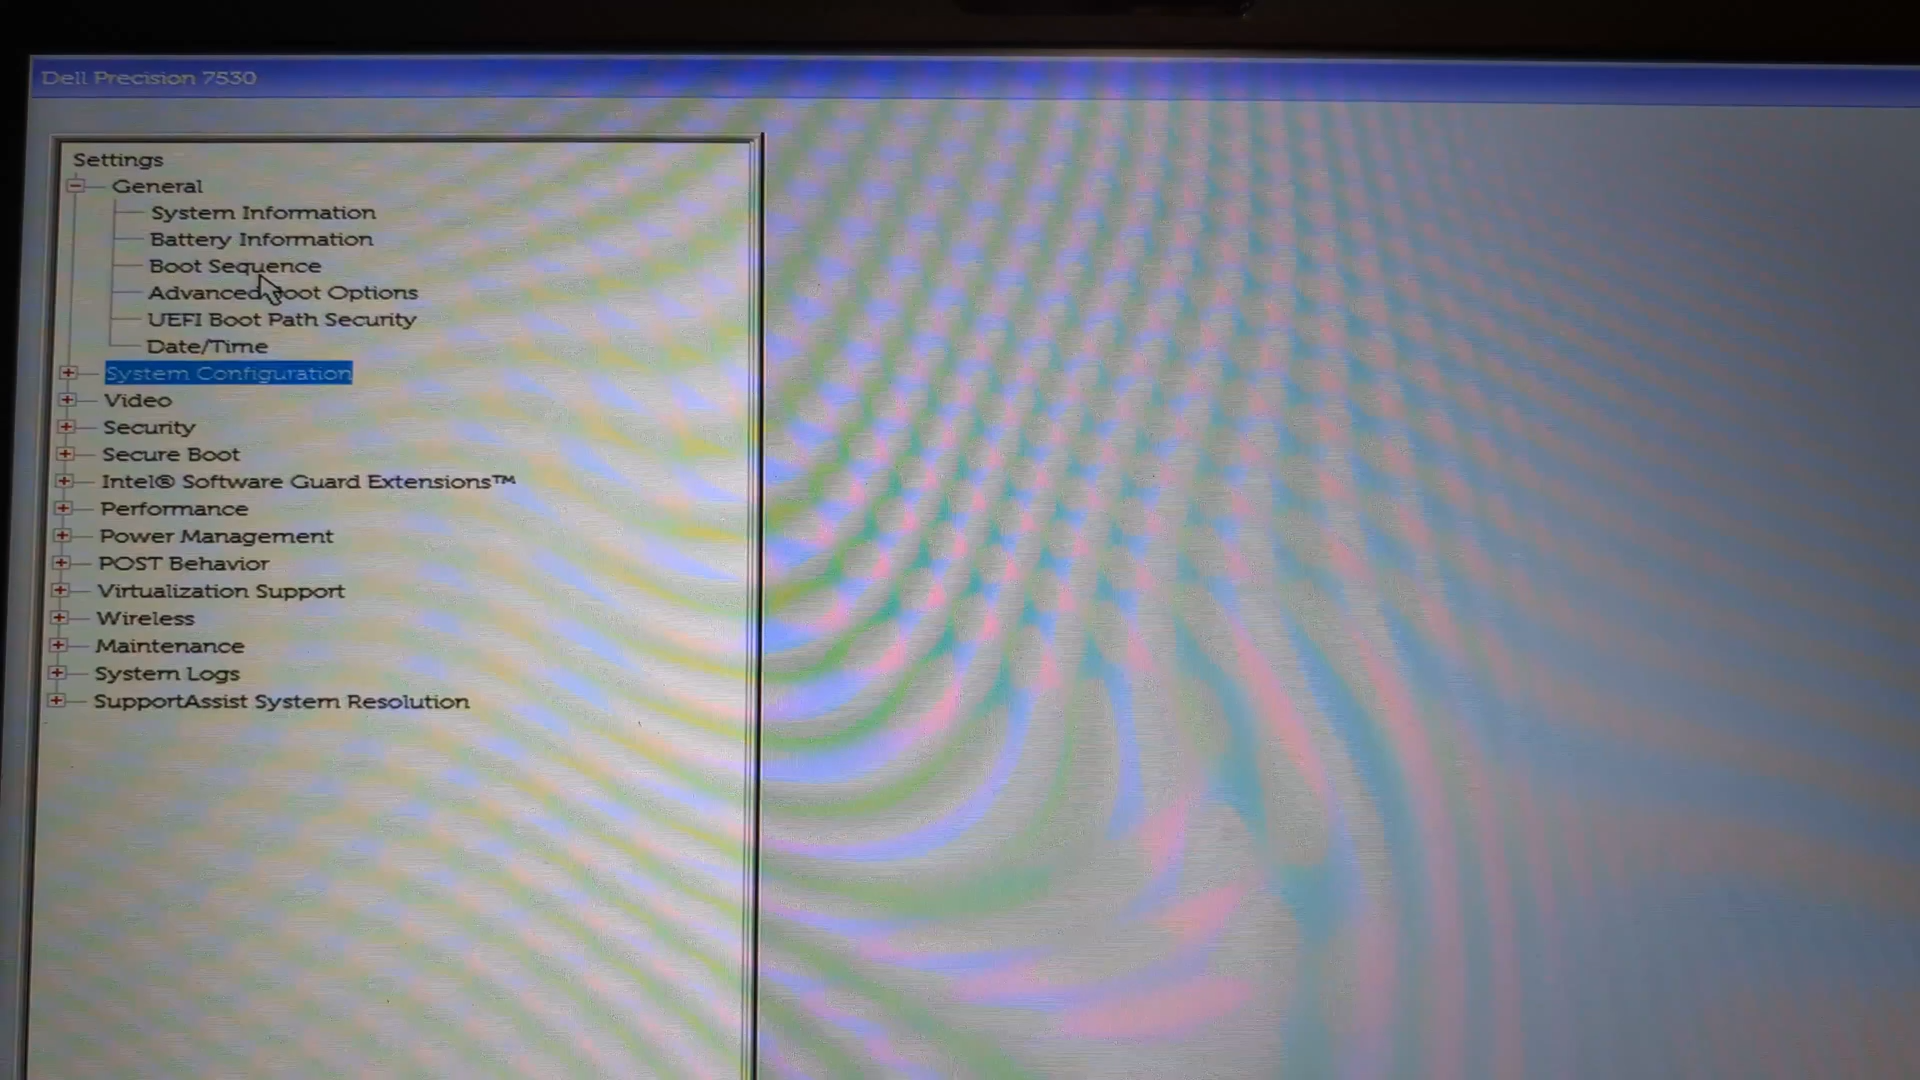 Dell Precision 7530
Settings
General
System Information
Battery Information
Boot Sequence
Advanced Boot Options
UEFI Boot Path Security
Date/Time
System Configuration
Video
Security
Secure Boot
Intel® Software Guard Extensions™
Performance
Power Management
POST Behavior
Virtualization Support
Wireless
Maintenance
System Logs
SupportAssist System Resolution